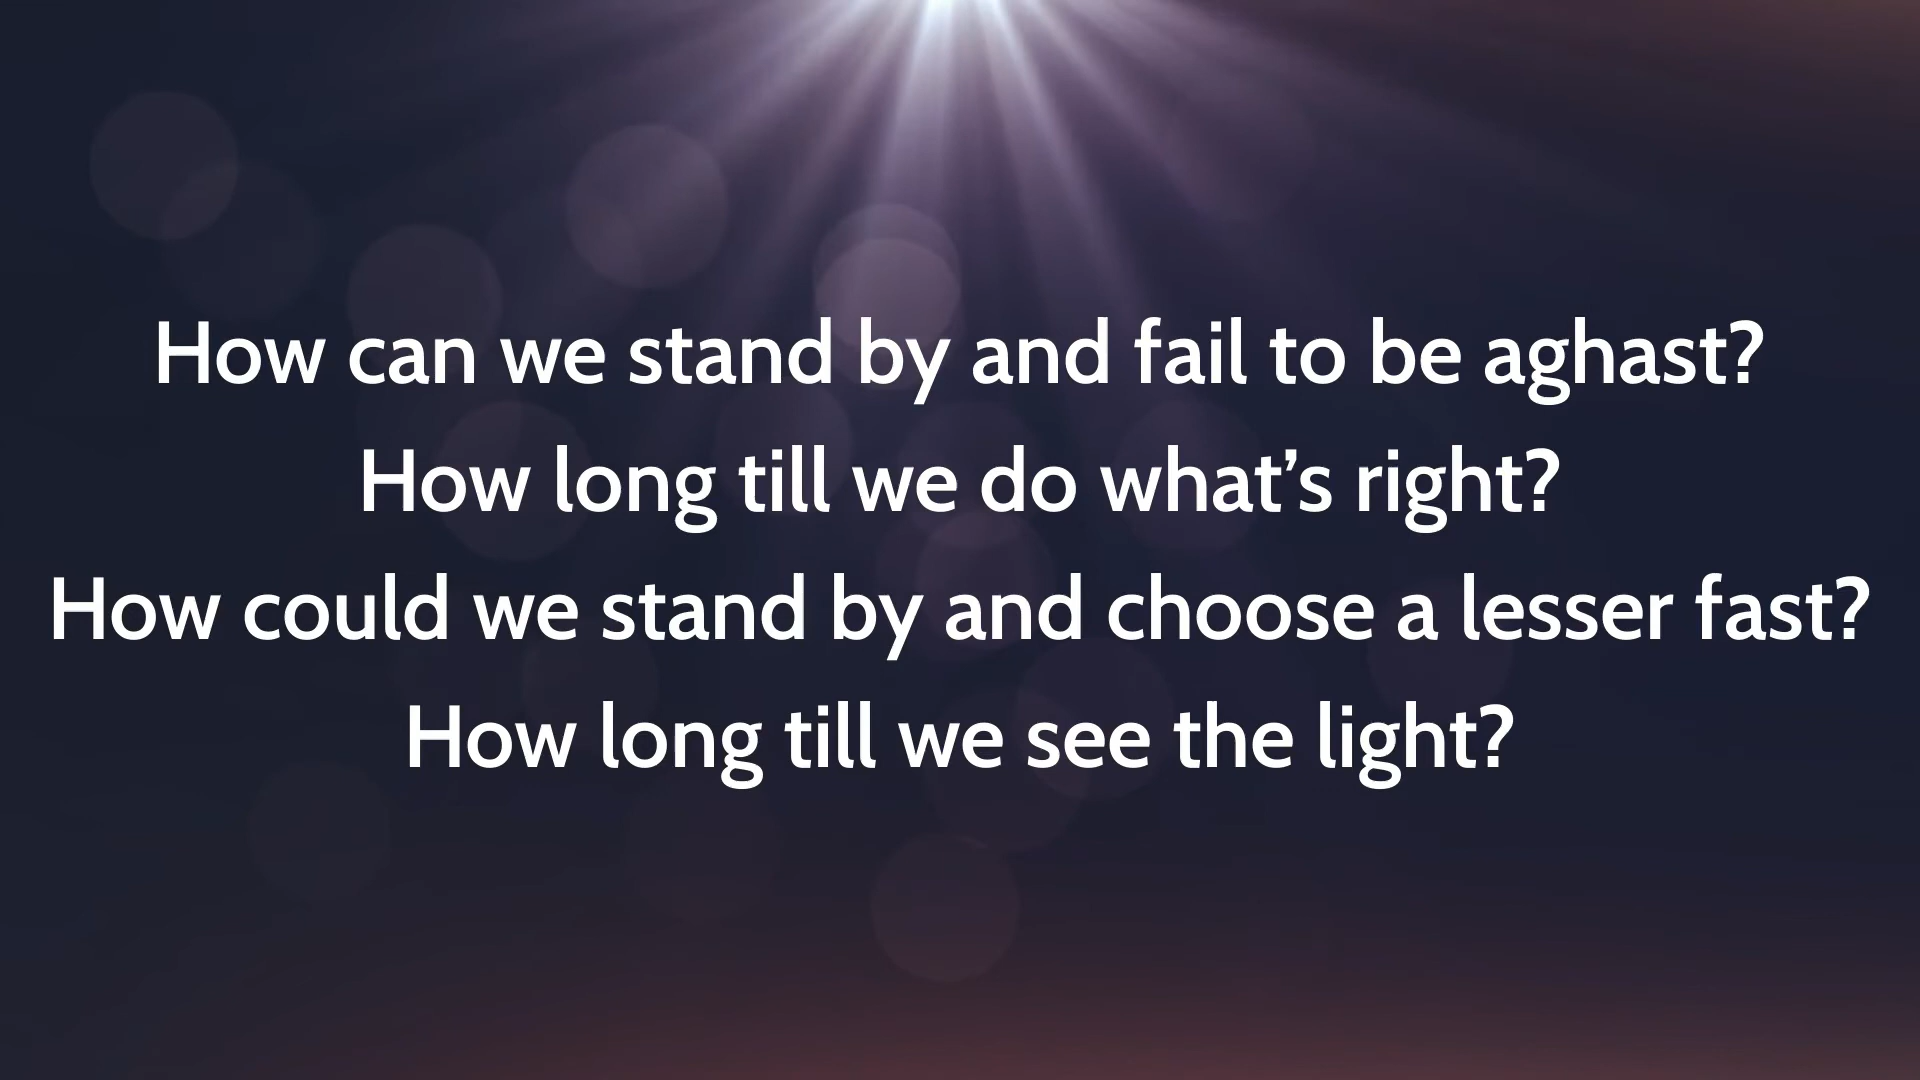 How can we stand by and fail to be aghast?
How long till we do what’s right?
How could we stand by and choose a lesser fast?
How long till we see the light?